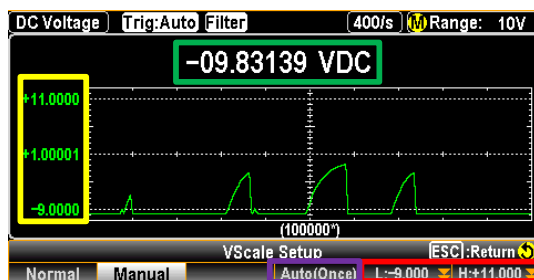 DC Voltage Trig:Auto Filter 400/s M Range: 10V
-09.83139 VDC
+11.0000
+1.00001
-9.0000
(100000*)
VScale Setup ESC :Return
Normal Manual Auto(Once) L:-9.000 H:+11.000